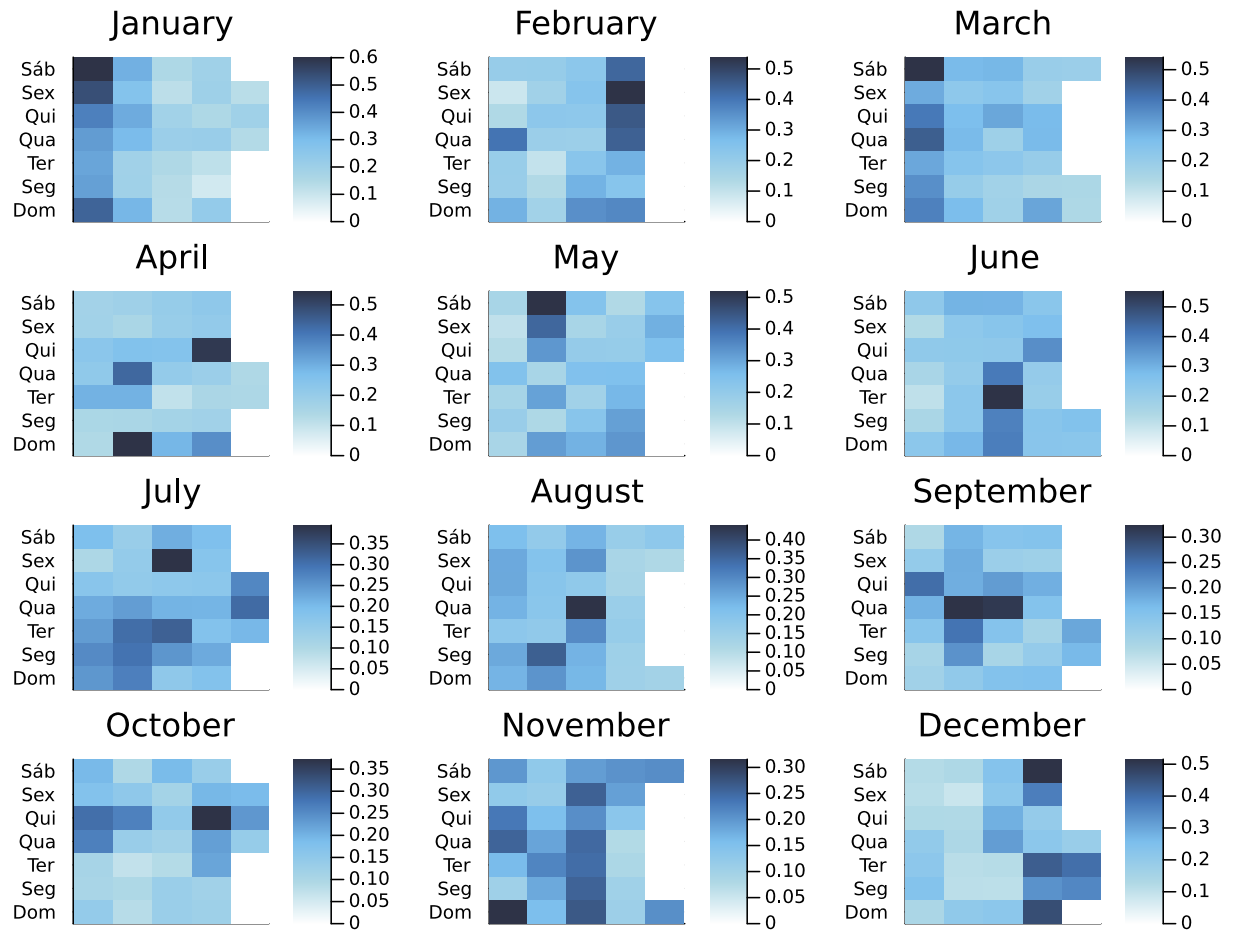 January
Sáb
Sex
Qui
Qua
Ter
Seg
Dom
0.6
0.5
0.4
0.3
0.2
0.1
0
February
Sáb
Sex
Qui
Qua
Ter
Seg
Dom
0.5
0.4
0.3
0.2
0.1
0
March
Sáb
Sex
Qui
Qua
Ter
Seg
Dom
0.5
0.4
0.3
0.2
0.1
0
April
Sáb
Sex
Qui
Qua
Ter
Seg
Dom
0.5
0.4
0.3
0.2
0.1
0
May
Sáb
Sex
Qui
Qua
Ter
Seg
Dom
0.5
0.4
0.3
0.2
0.1
0
June
Sáb
Sex
Qui
Qua
Ter
Seg
Dom
0.5
0.4
0.3
0.2
0.1
0
July
Sáb
Sex
Qui
Qua
Ter
Seg
Dom
0.35
0.30
0.25
0.20
0.15
0.10
0.05
0
August
Sáb
Sex
Qui
Qua
Ter
Seg
Dom
0.40
0.35
0.30
0.25
0.20
0.15
0.10
0.05
0
September
Sáb
Sex
Qui
Qua
Ter
Seg
Dom
0.30
0.25
0.20
0.15
0.10
0.05
0
October
Sáb
Sex
Qui
Qua
Ter
Seg
Dom
0.35
0.30
0.25
0.20
0.15
0.10
0.05
0
November
Sáb
Sex
Qui
Qua
Ter
Seg
Dom
0.30
0.25
0.20
0.15
0.10
0.05
0
December
Sáb
Sex
Qui
Qua
Ter
Seg
Dom
0.5
0.4
0.3
0.2
0.1
0